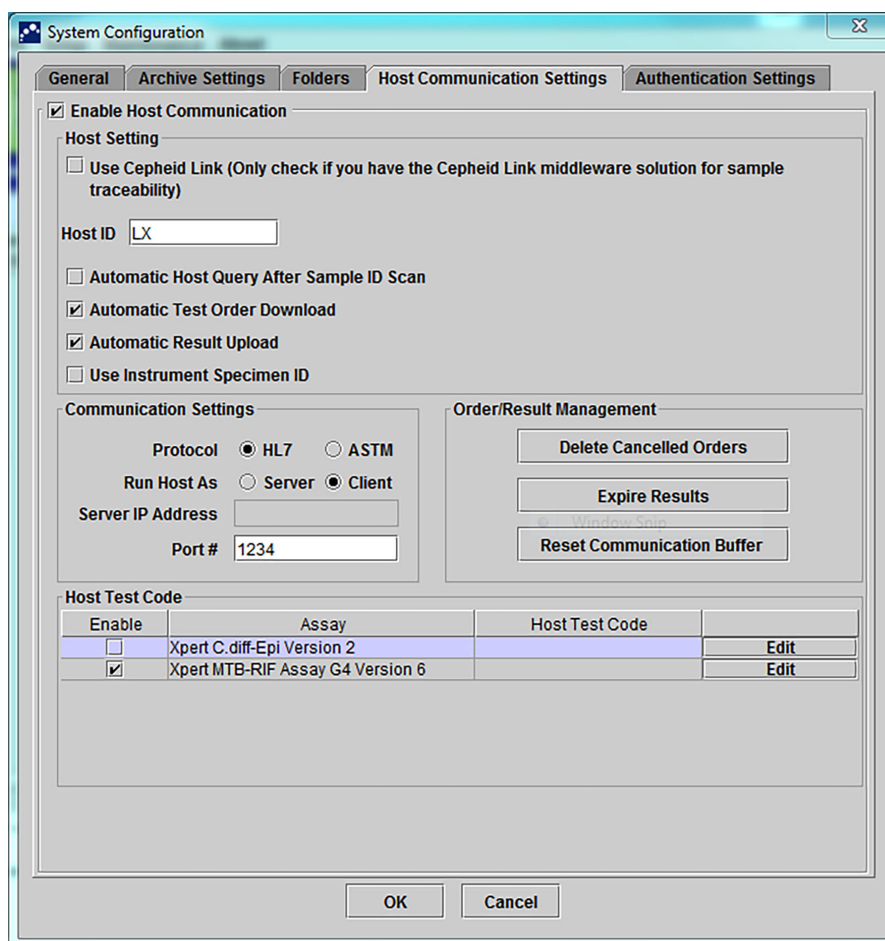 System Configuration
General Archive Settings Folders Host Communication Settings Authentication Settings
Enable Host Communication
Host Setting
Use Cepheid Link (Only check if you have the Cepheid Link middleware solution for sample
traceability)
Host ID LX
Automatic Host Query After Sample ID Scan
Automatic Test Order Download
Automatic Result Upload
Use Instrument Specimen ID
Communication Settings
Protocol HL7 ASTM
Run Host As Server Client
Server IP Address
Port # 1234
Order/Result Management
Delete Cancelled Orders
Expire Results
Window Snip
Reset Communication Buffer
Host Test Code
Enable Assay Host Test Code
Xpert C.diff-Epi Version 2 Edit
Xpert MTB-RIF Assay G4 Version 6 Edit
OK Cancel